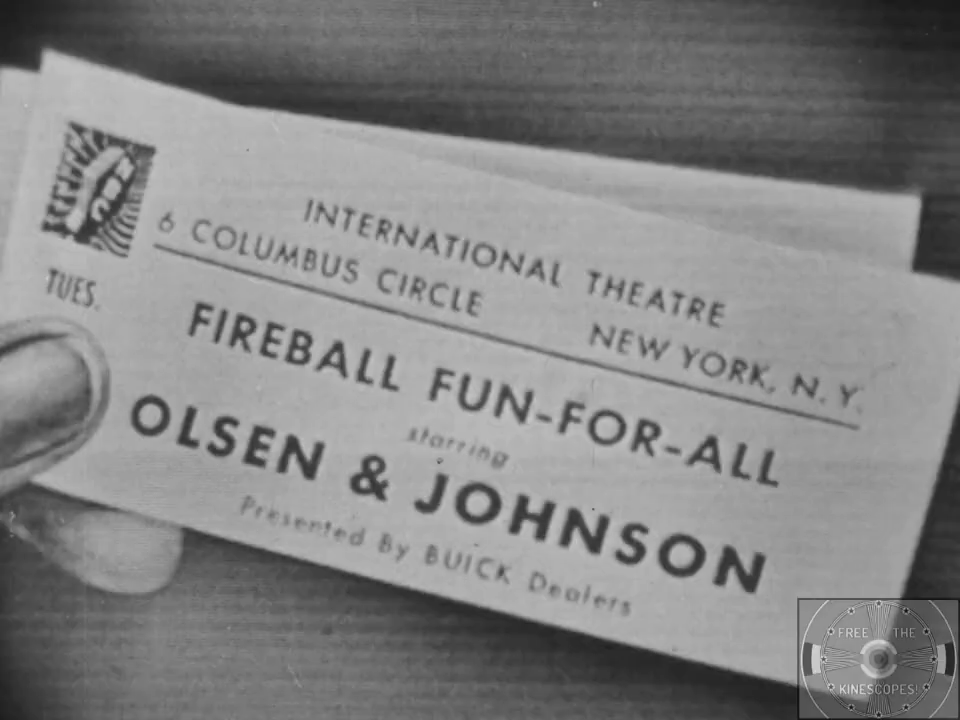 NBC
TUES.
INTERNATIONAL THEATRE
6 COLUMBUS CIRCLE NEW YORK, N. Y.
FIREBALL FUN-FOR-ALL
starring
OLSEN & JOHNSON
Presented By BUICK Dealers
FREE THE
KINESCOPES!